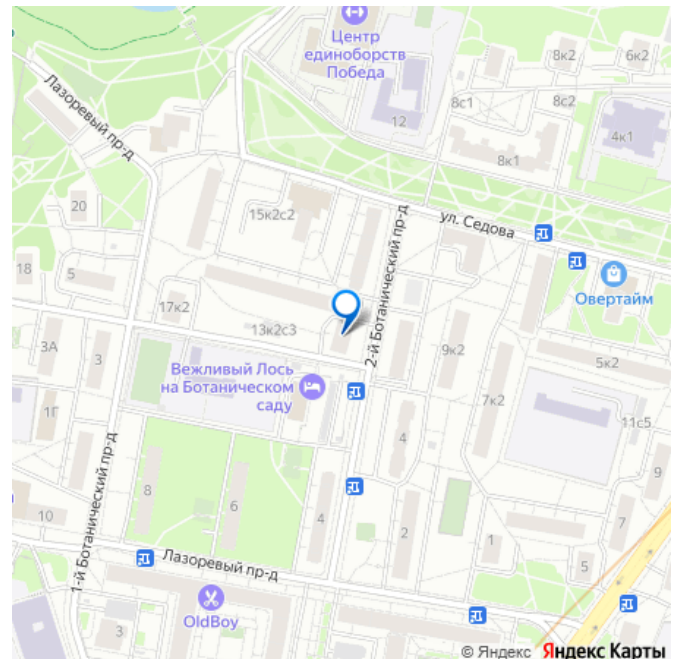 Центр
единоборств
Победа
8к2
6к2
Лазоревый пр-д
8с1
8с2
12
4к1
8к1
20
15к2с2
ул. Седова
2-й Ботанический пр-д
18
5
Овертайм
17к2
13к2с3
3А
3
9к2
5к2
Вежливый Лось
на Ботаническом
саду
7к2
11с5
1Г
4
9
1-й Ботанический пр-д
8
6
4
2
1
7
10
Лазоревый пр-д
5
OldBoy
3
© Яндекс Яндекс Карты